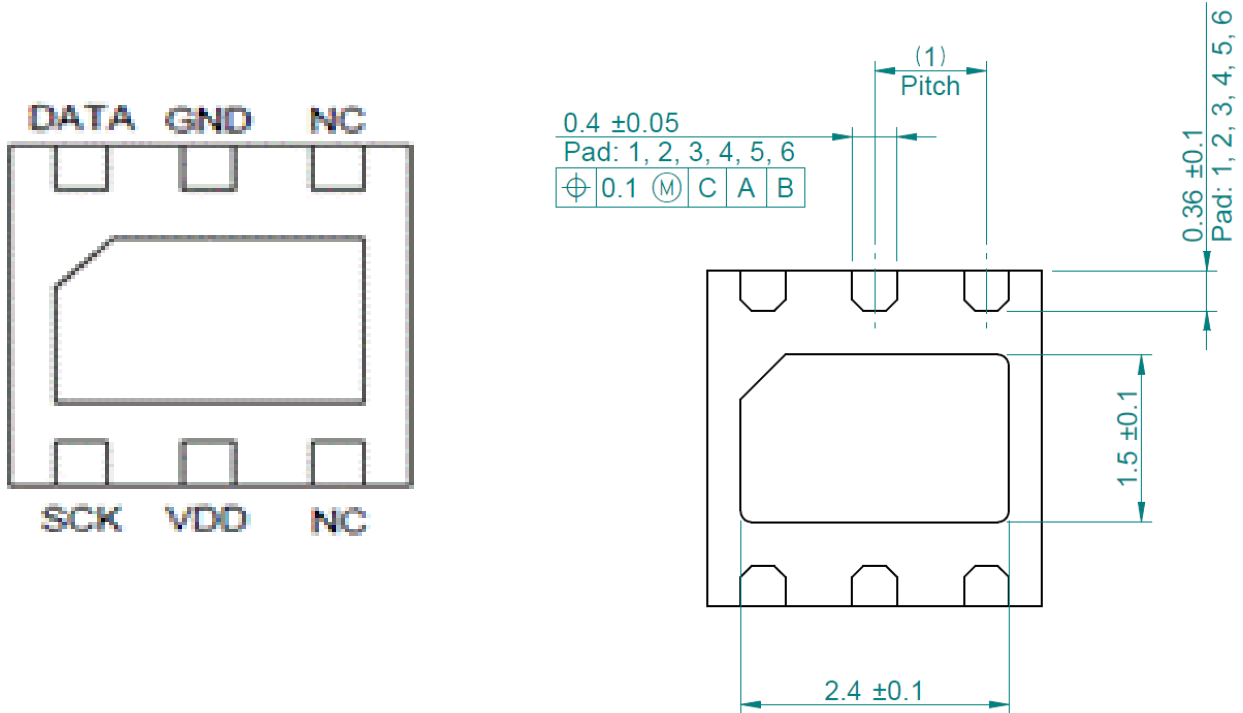 DATA GND NC
SCK VDD NC
(1)
Pitch
0.4 ±0.05
Pad: 1, 2, 3, 4, 5, 6
⌖ 0.1 Ⓜ C A B
0.36 ±0.1
Pad: 1, 2, 3, 4, 5, 6
1.5 ±0.1
2.4 ±0.1